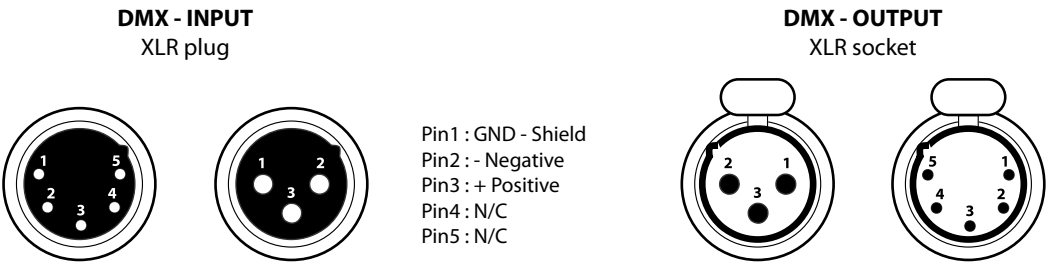 DMX - INPUT
XLR plug
DMX - OUTPUT
XLR socket
1 5
2 4
3
1 2
3
Pin1 : GND - Shield
Pin2 : - Negative
Pin3 : + Positive
Pin4 : N/C
Pin5 : N/C
2 1
3
5 1
4 2
3